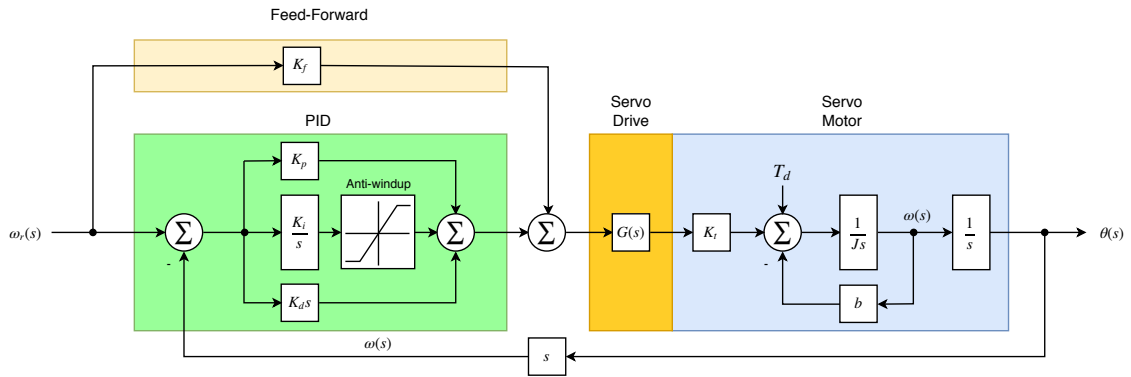 Feed-Forward
K_f
Servo
Drive
Servo
Motor
PID
K_p
Anti-windup
T_d
ω_r(s)
Σ
-
K_i
s
Σ
Σ
G(s)
K_t
Σ
-
1
Js
ω(s)
1
s
θ(s)
K_d s
b
ω(s)
s